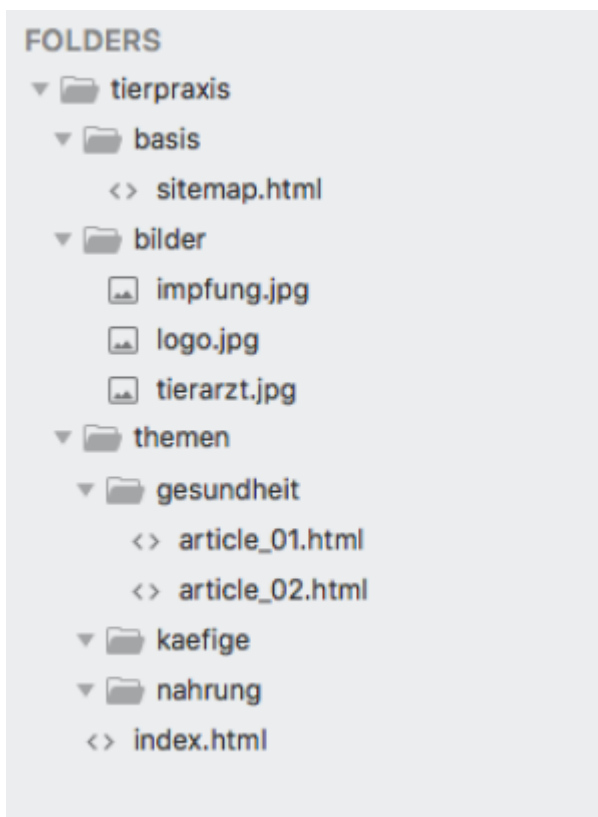 FOLDERS
tierpraxis
basis
sitemap.html
bilder
impfung.jpg
logo.jpg
tierarzt.jpg
themen
gesundheit
article_01.html
article_02.html
kaefige
nahrung
index.html